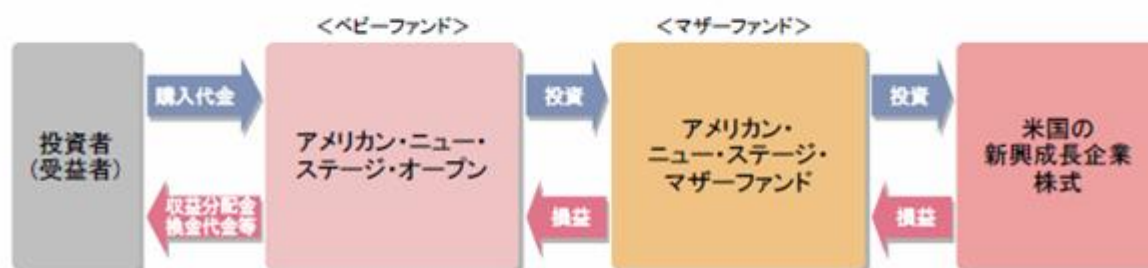 <ベビーファンド>
<マザーファンド>
購入代金
投資
投資
投資者
(受益者)
アメリカン・ニュー・
ステージ・オープン
アメリカン・
ニュー・ステージ・
マザーファンド
米国の
新興成長企業
株式
収益分配金
換金代金等
損益
損益